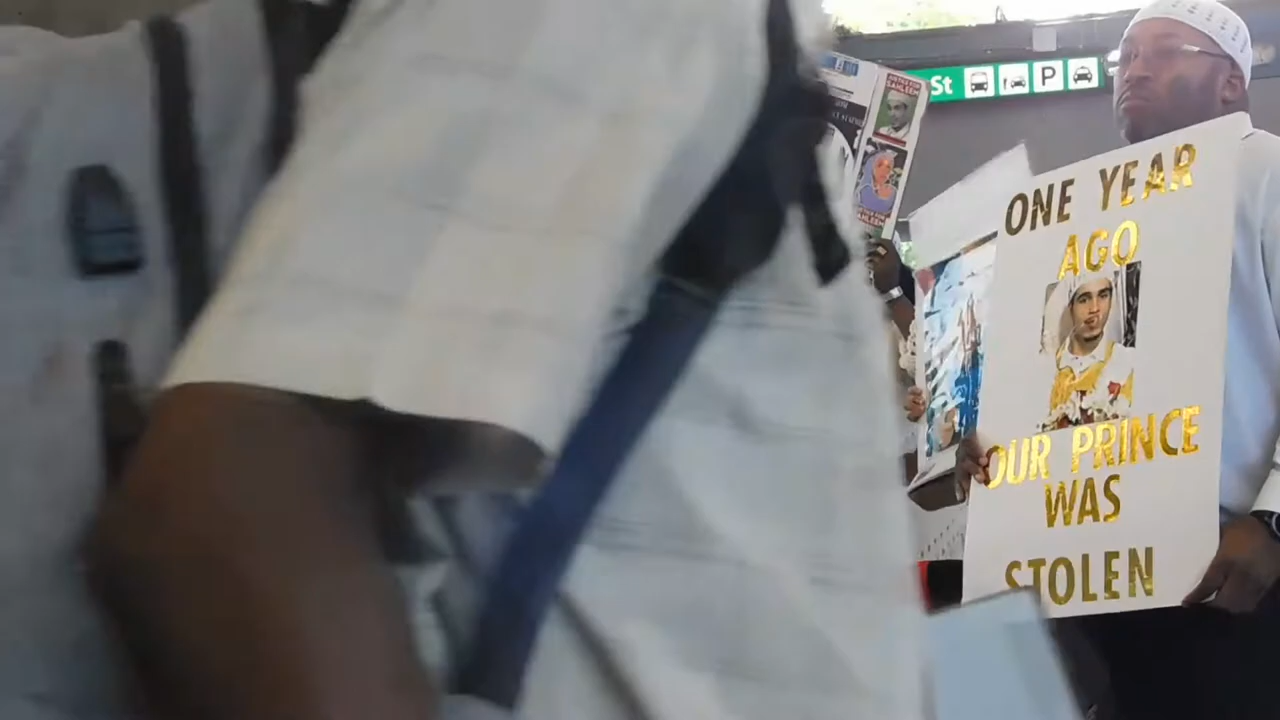 St
P
ONE YEAR
AGO
OUR PRINCE
WAS
STOLEN